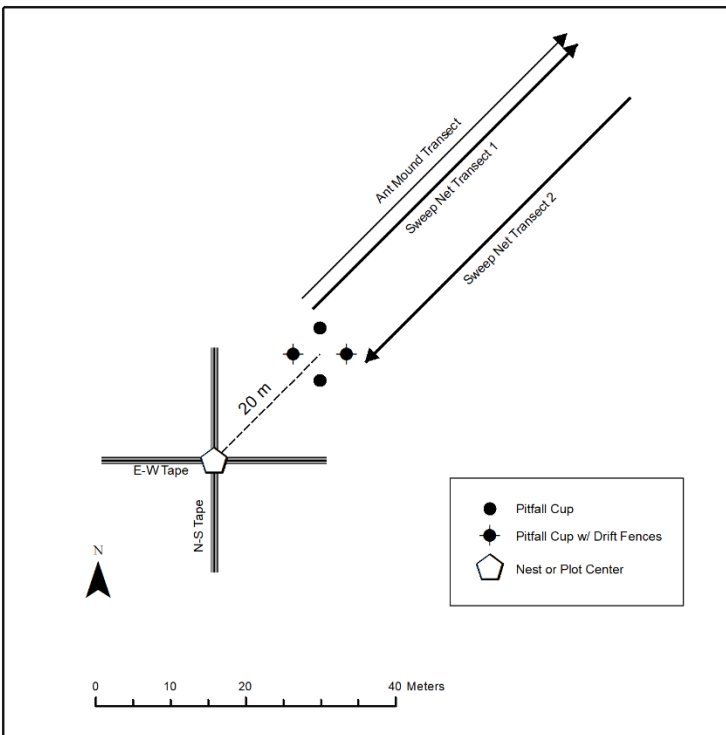 Ant Mound Transect
Sweep Net Transect 1
Sweep Net Transect 2
20 m
E-W Tape
N-S Tape
N
Pitfall Cup
Pitfall Cup w/ Drift Fences
Nest or Plot Center
0 10 20 40 Meters